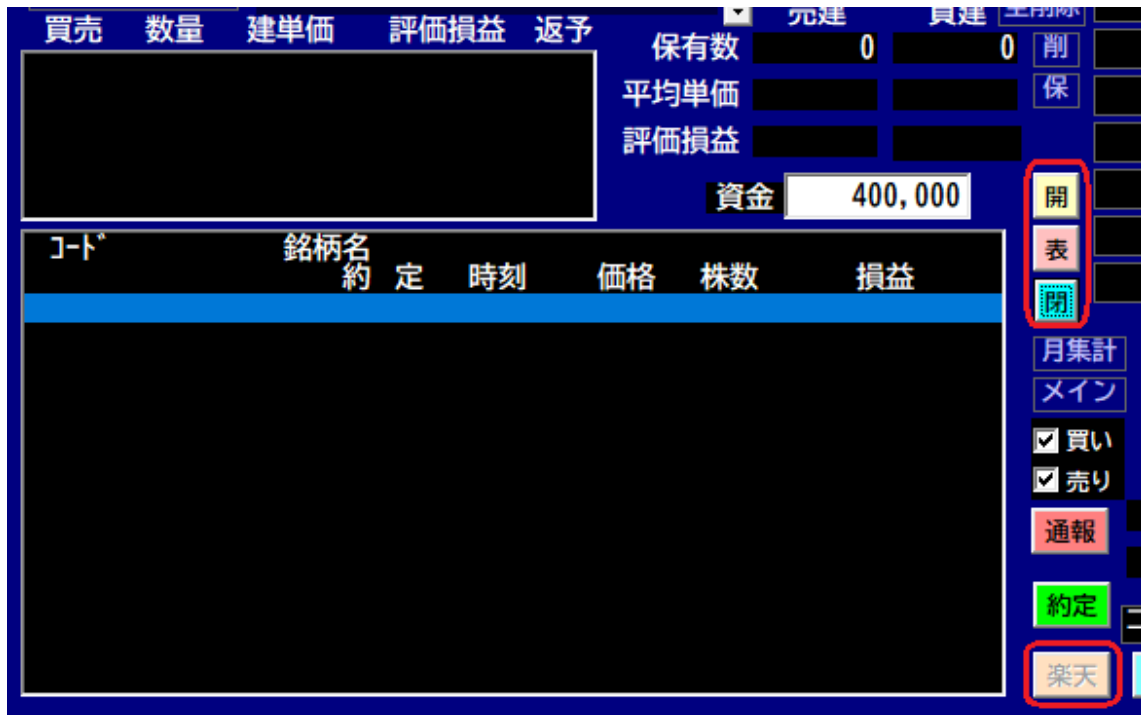 売建 買建 全削除
買売 数量 建単価 評価損益 返予
保有数 0 0 削
平均単価 保
評価損益
資金 400,000 開
コード 銘柄名 表
約 定 時刻 価格 株数 損益
閉
月集計
メイン
買い
売り
通報
約定
楽天